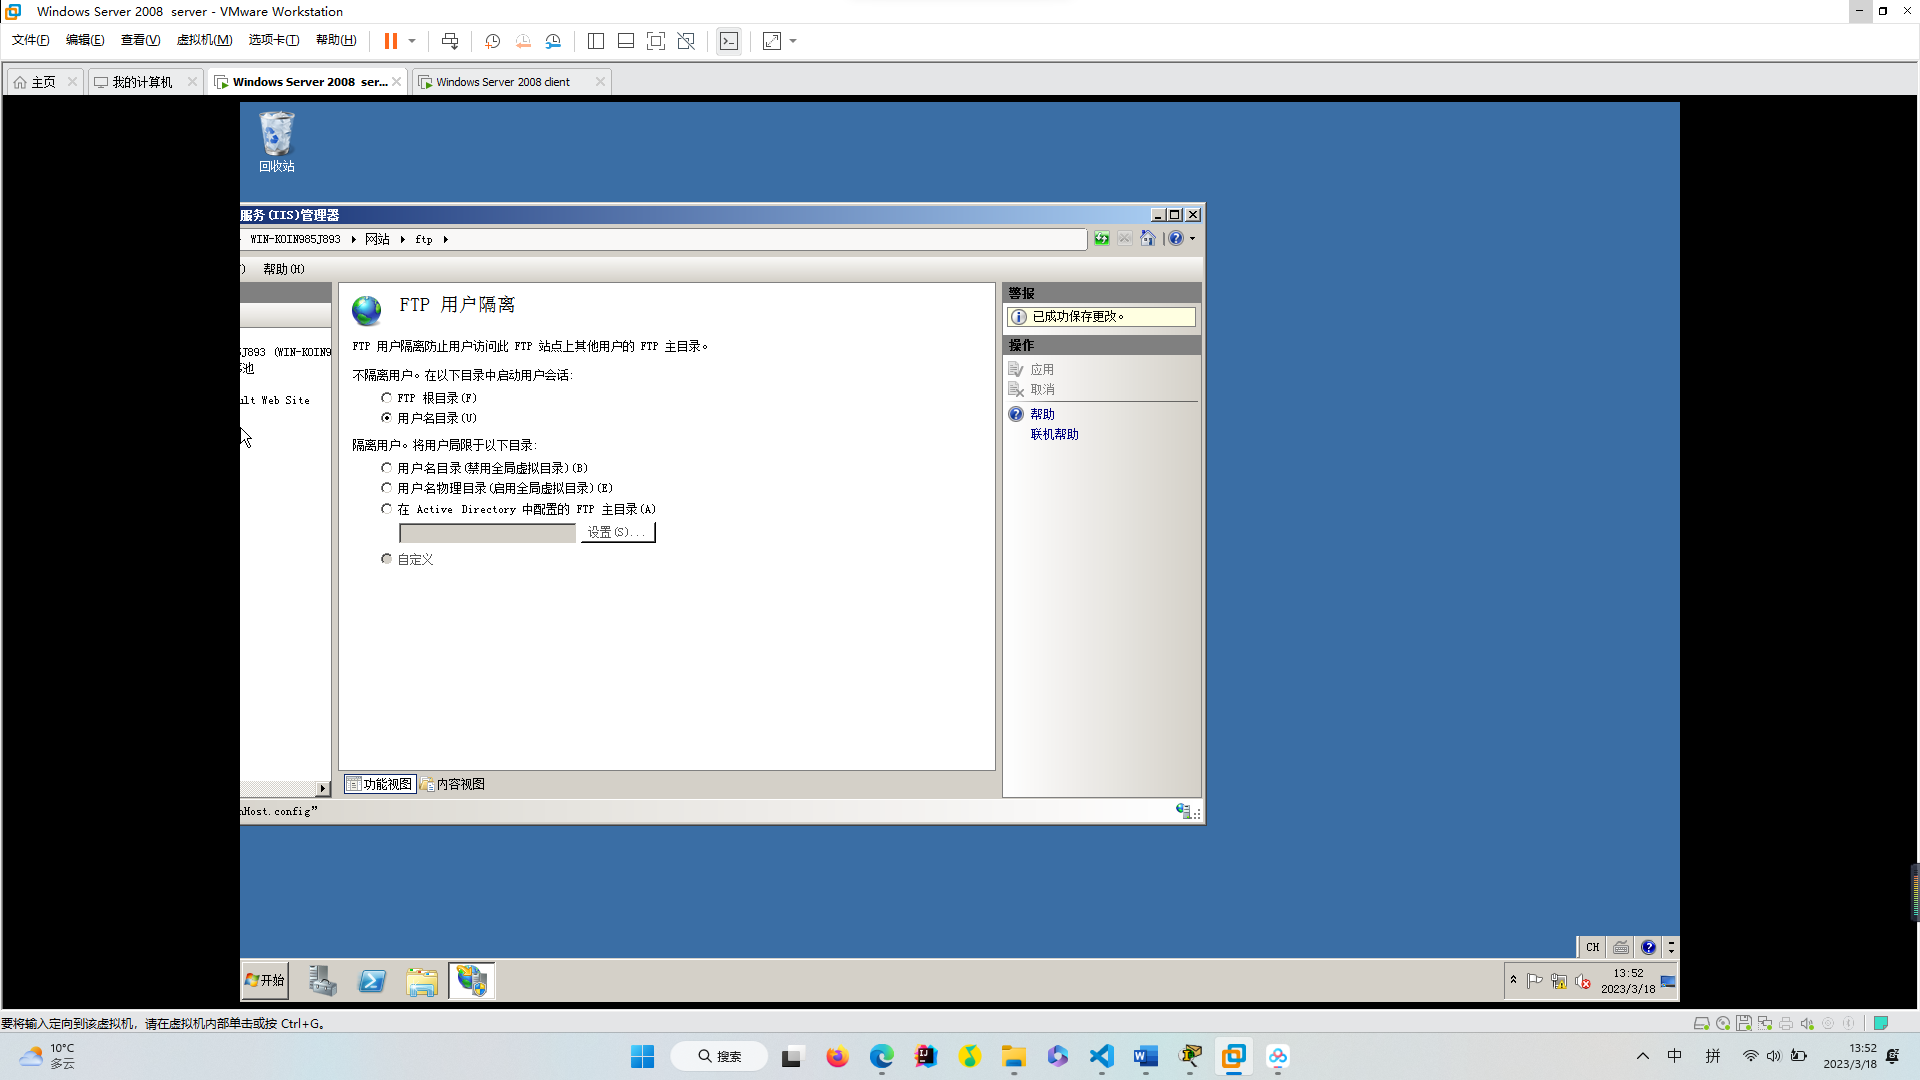 Windows Server 2008  server - VMware Workstation
文件(F) 编辑(E) 查看(V) 虚拟机(M) 选项卡(T) 帮助(H)
主页 我的计算机 Windows Server 2008  ser... Windows Server 2008 client
回收站
服务(IIS)管理器
WIN-KOIN985J893 网站 ftp
) 帮助(H)
FTP 用户隔离
FTP 用户隔离防止用户访问此 FTP 站点上其他用户的 FTP 主目录。
不隔离用户。在以下目录中启动用户会话:
FTP 根目录(F)
用户名目录(U)
隔离用户。将用户局限于以下目录:
用户名目录(禁用全局虚拟目录)(B)
用户名物理目录(启用全局虚拟目录)(E)
在 Active Directory 中配置的 FTP 主目录(A)
设置(S)...
自定义
J893 (WIN-KOIN9
池
ult Web Site
警报
已成功保存更改。
操作
应用
取消
帮助
联机帮助
功能视图 内容视图
Host.config”
CH
开始
13:52
2023/3/18
要将输入定向到该虚拟机，请在虚拟机内部单击或按 Ctrl+G。
10°C
多云
搜索
中 拼
13:52
2023/3/18